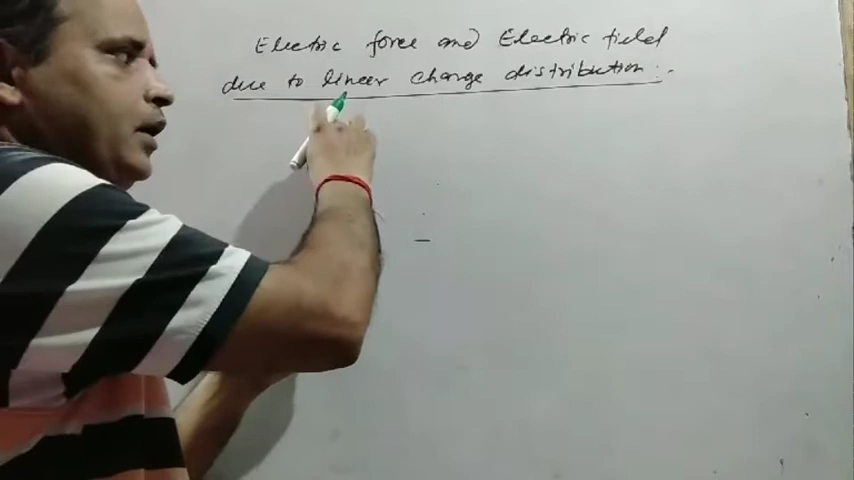 Electric force and Electric field
due to linear charge distribution :-